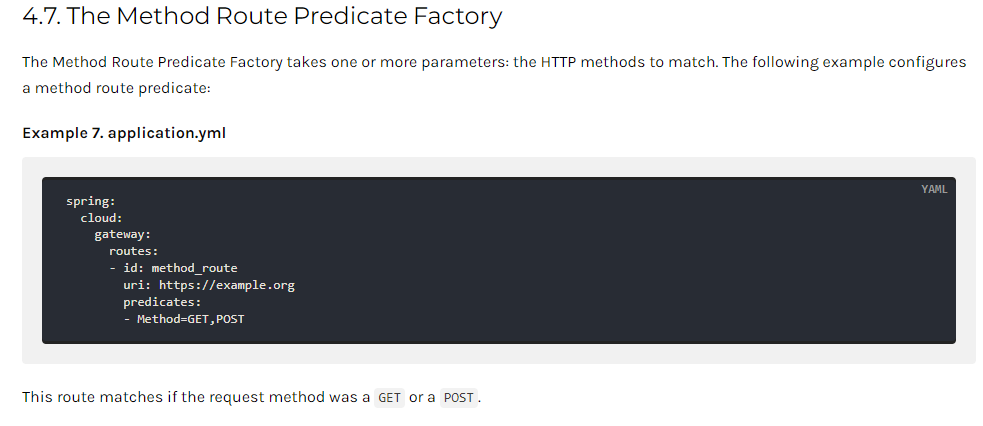 4.7. The Method Route Predicate Factory
The Method Route Predicate Factory takes one or more parameters: the HTTP methods to match. The following example configures
a method route predicate:
Example 7. application.yml
YAML
spring:
  cloud:
    gateway:
      routes:
      - id: method_route
        uri: https://example.org
        predicates:
        - Method=GET,POST
This route matches if the request method was a GET or a POST.